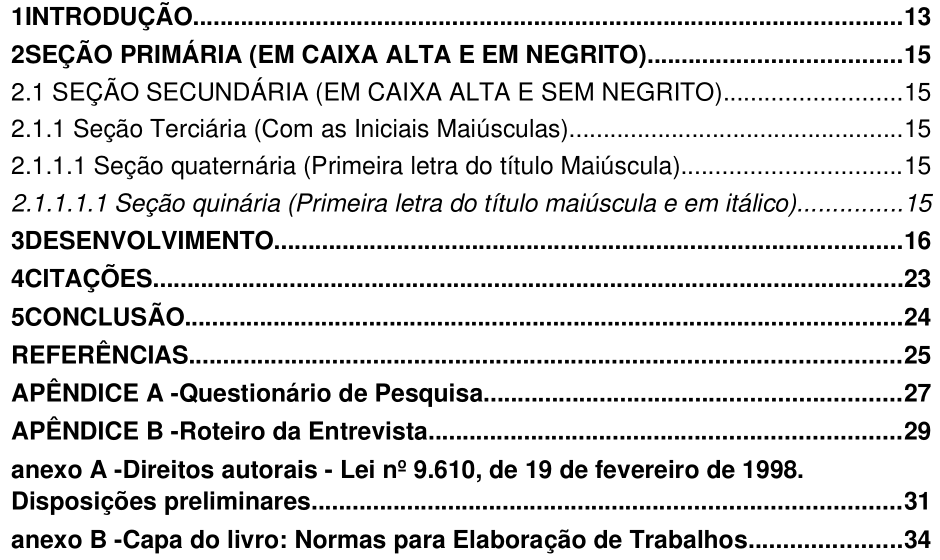 1INTRODUÇÃO.......................................................................................................13
2SEÇÃO PRIMÁRIA (EM CAIXA ALTA E EM NEGRITO).....................................15
2.1 SEÇÃO SECUNDÁRIA (EM CAIXA ALTA E SEM NEGRITO)..........................15
2.1.1 Seção Terciária (Com as Iniciais Maiúsculas)................................................15
2.1.1.1 Seção quaternária (Primeira letra do título Maiúscula)................................15
2.1.1.1.1 Seção quinária (Primeira letra do título maiúscula e em itálico)...............15
3DESENVOLVIMENTO...........................................................................................16
4CITAÇÕES.............................................................................................................23
5CONCLUSÃO........................................................................................................24
REFERÊNCIAS........................................................................................................25
APÊNDICE A -Questionário de Pesquisa.............................................................27
APÊNDICE B -Roteiro da Entrevista.....................................................................29
anexo A -Direitos autorais - Lei nº 9.610, de 19 de fevereiro de 1998.
Disposições preliminares......................................................................................31
anexo B -Capa do livro: Normas para Elaboração de Trabalhos.......................34